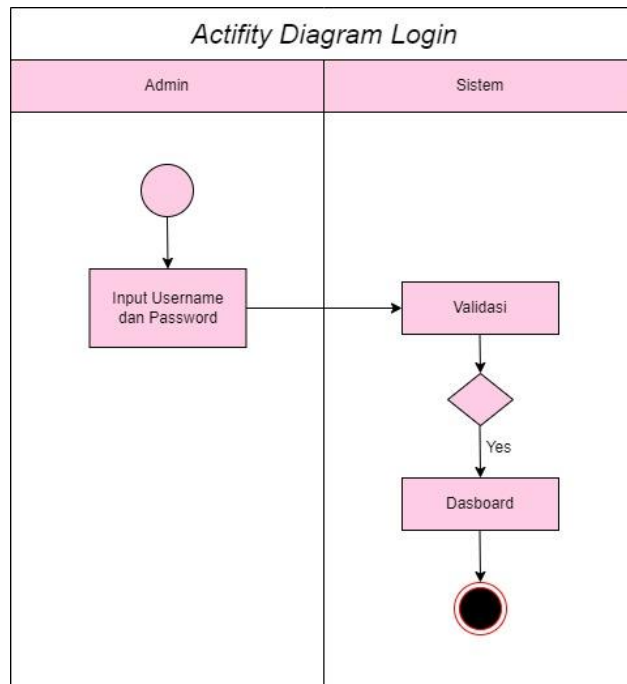 Actifity Diagram Login
Admin
Sistem
Input Username
dan Password
Validasi
Yes
Dasboard